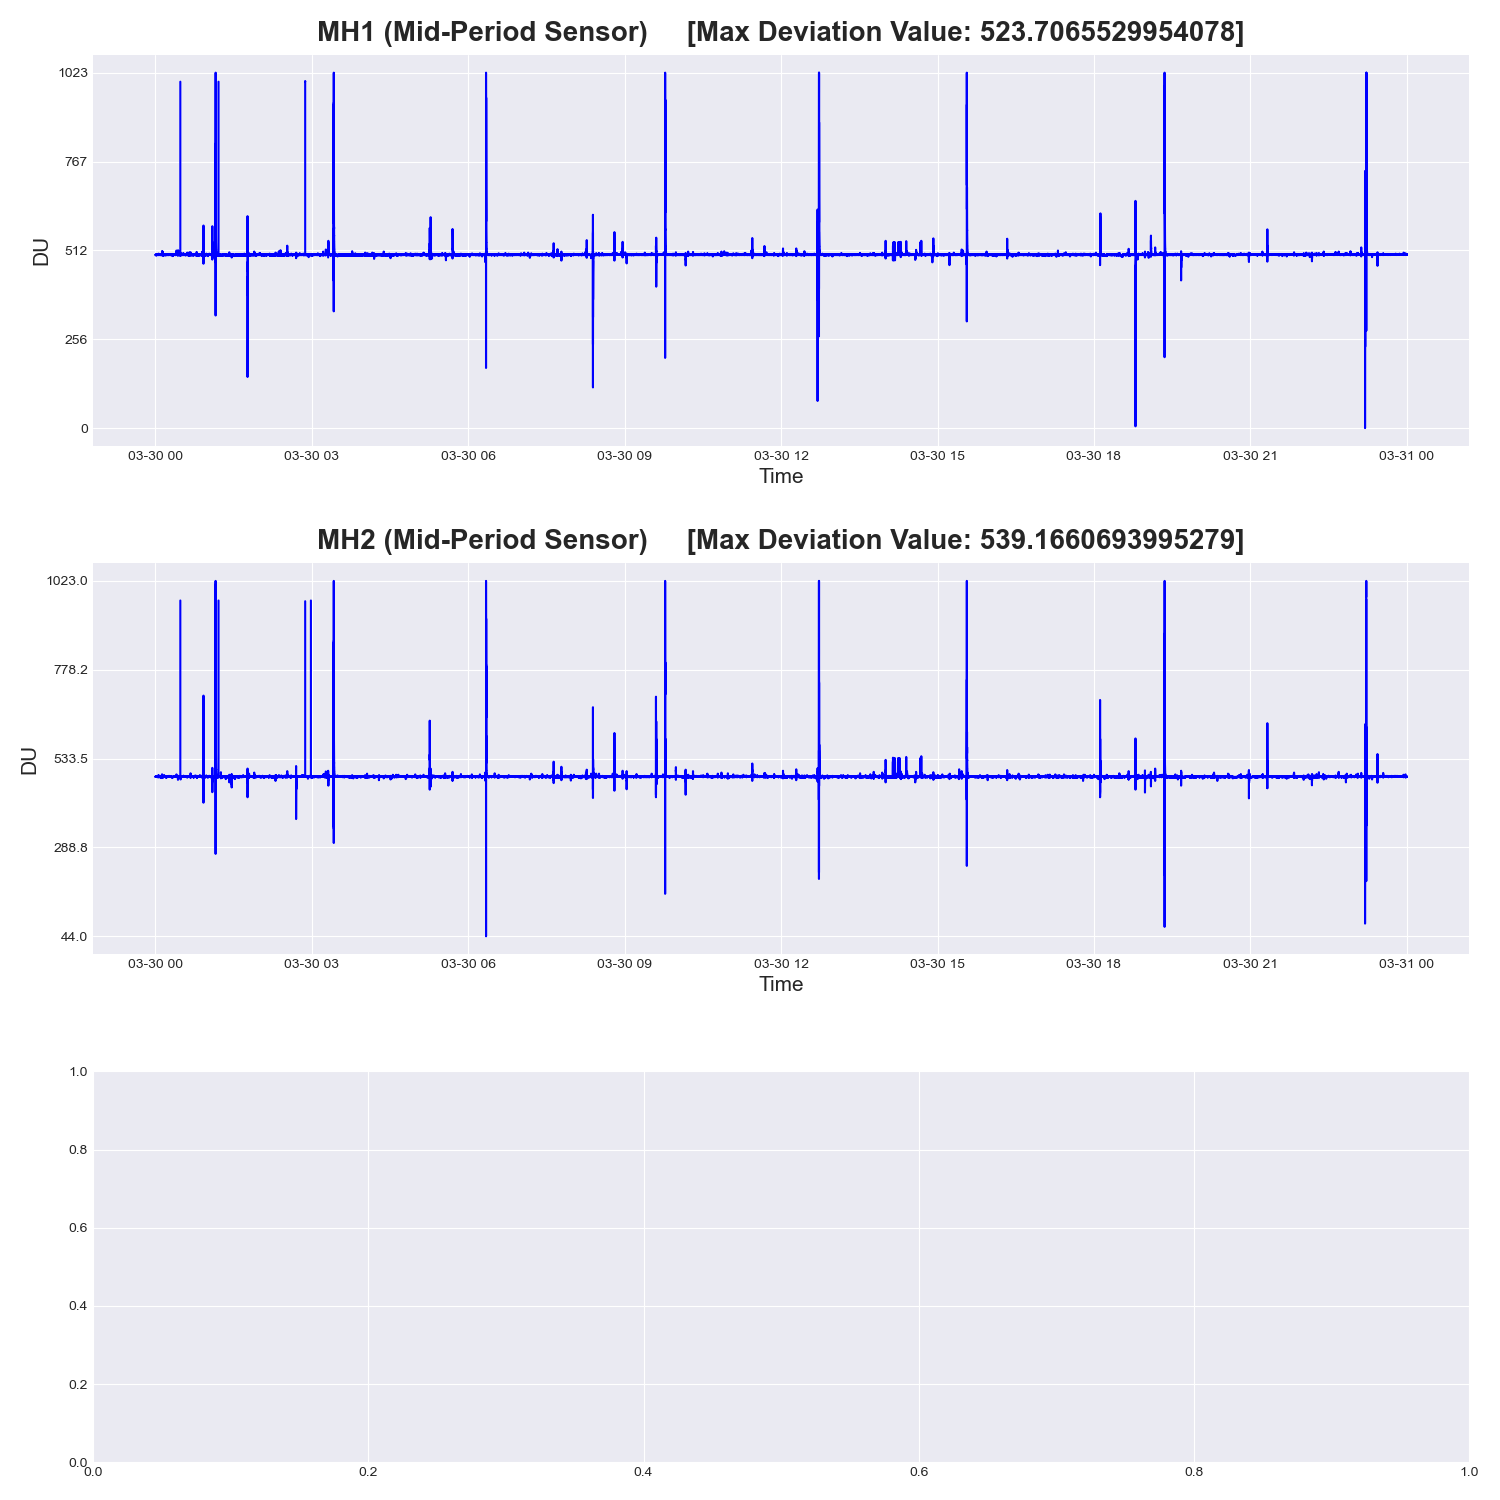 MH1 (Mid-Period Sensor) [Max Deviation Value: 523.7065529954078]
1023
767
512
256
0
DU
03-30 00 03-30 03 03-30 06 03-30 09 03-30 12 03-30 15 03-30 18 03-30 21 03-31 00
Time
MH2 (Mid-Period Sensor) [Max Deviation Value: 539.1660693995279]
1023.0
778.2
533.5
288.8
44.0
DU
03-30 00 03-30 03 03-30 06 03-30 09 03-30 12 03-30 15 03-30 18 03-30 21 03-31 00
Time
1.0
0.8
0.6
0.4
0.2
0.0
0.0 0.2 0.4 0.6 0.8 1.0